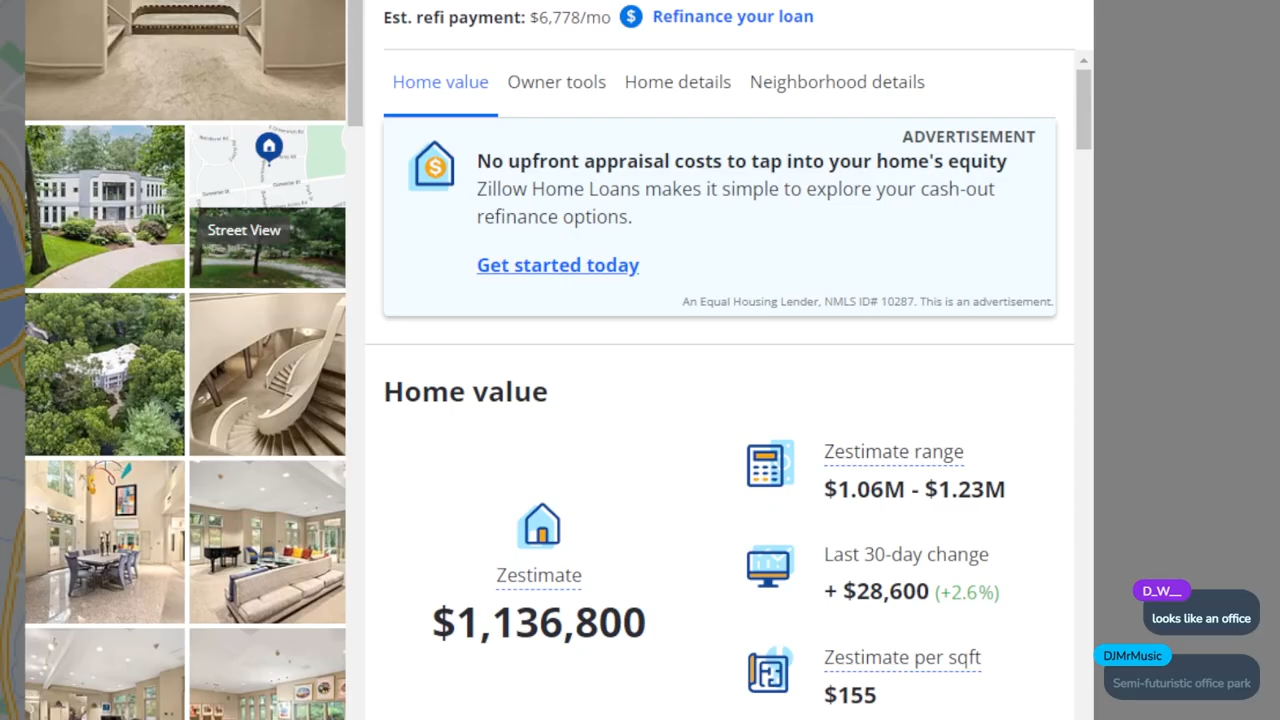 Est. refi payment: $6,778/mo $ Refinance your loan
Home value Owner tools Home details Neighborhood details
ADVERTISEMENT
No upfront appraisal costs to tap into your home's equity
Zillow Home Loans makes it simple to explore your cash-out
refinance options.
Get started today
An Equal Housing Lender, NMLS ID# 10287. This is an advertisement.
Street View
Home value
Zestimate
$1,136,800
Zestimate range
$1.06M - $1.23M
Last 30-day change
+ $28,600 (+2.6%)
Zestimate per sqft
$155
D_W__
looks like an office
DJMrMusic
Semi-futuristic office park